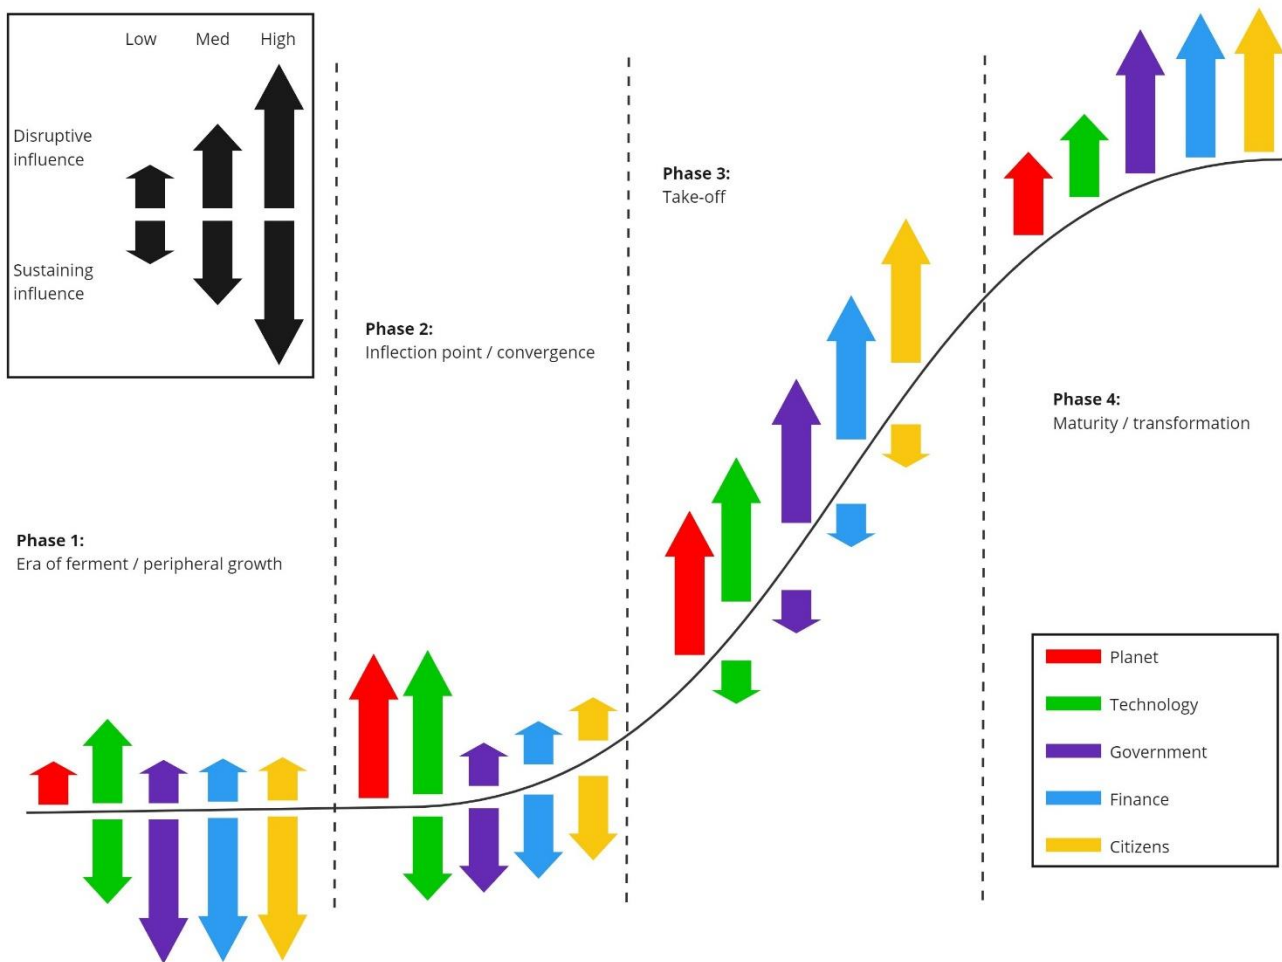 Low Med High
Disruptive
influence
Sustaining
influence
Phase 1:
Era of ferment / peripheral growth
Phase 2:
Inflection point / convergence
Phase 3:
Take-off
Phase 4:
Maturity / transformation
Planet
Technology
Government
Finance
Citizens